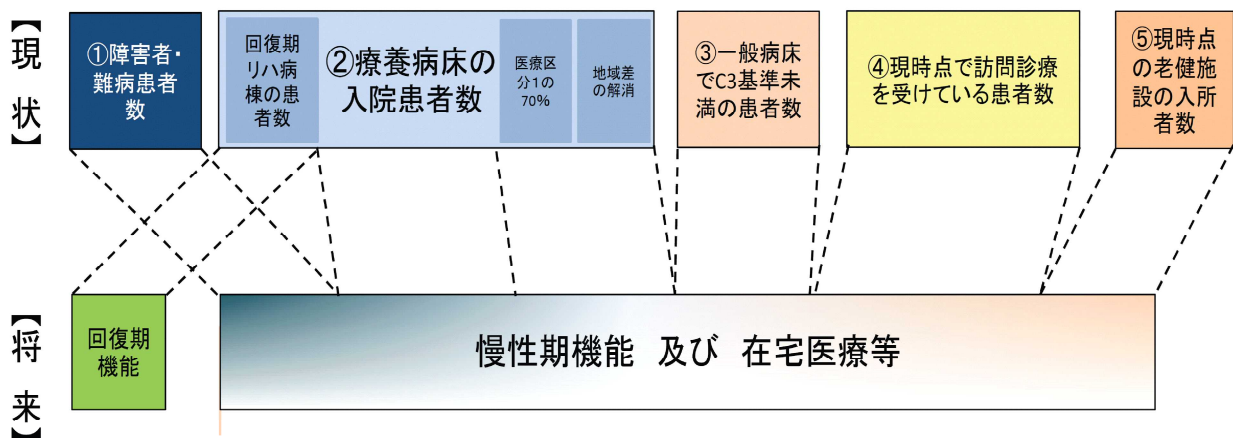 【現状】
①障害者・
難病患者
数
回復期
リハ病
棟の患
者数
②療養病床の
入院患者数
医療区
分1の
70%
地域差
の解消
③一般病床
でC3基準未
満の患者数
④現時点で訪問診療
を受けている患者数
⑤現時点
の老健施
設の入所
者数
【将来】
回復期
機能
慢性期機能 及び 在宅医療等